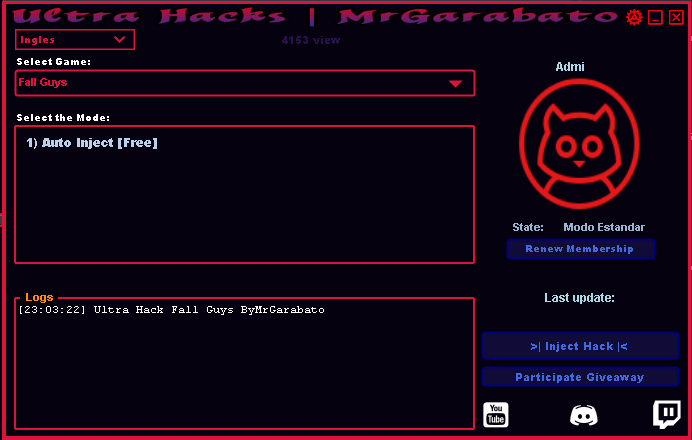 Ultra Hacks | MrGarabato
Ingles
4153 view
Select Game:
Fall Guys
Admi
Select the Mode:
1) Auto Inject [Free]
State: Modo Estandar
Renew Membership
Logs
Last update:
[23:03:22] Ultra Hack Fall Guys ByMrGarabato
>| Inject Hack |<
Participate Giveaway
You
Tube